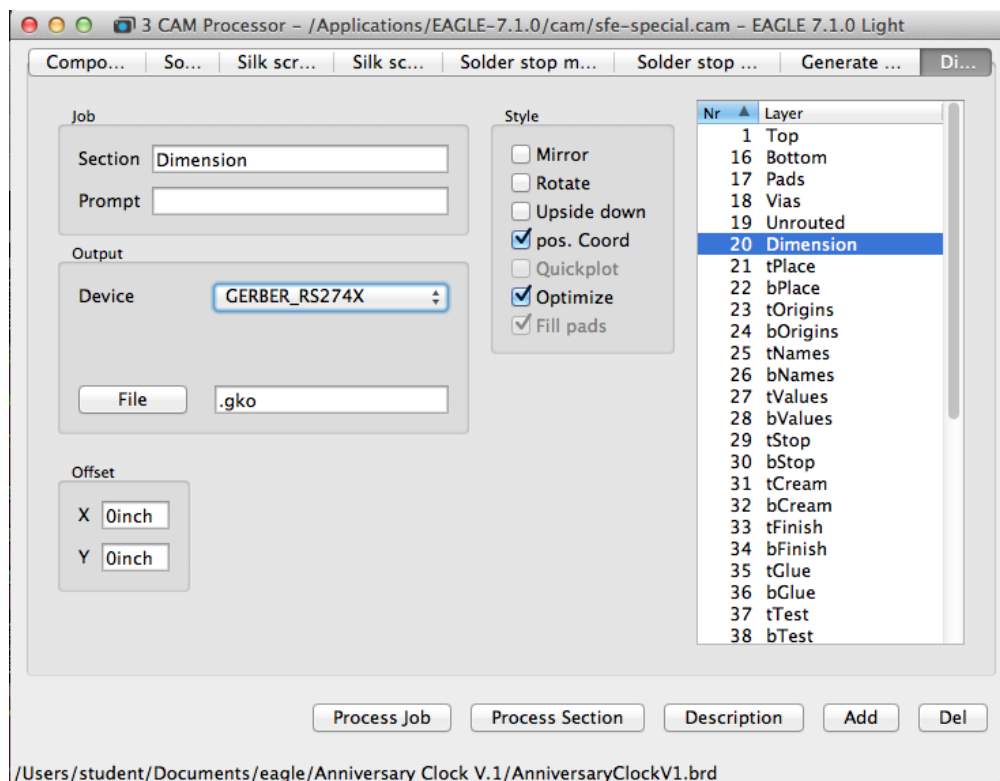 3 CAM Processor – /Applications/EAGLE-7.1.0/cam/sfe-special.cam – EAGLE 7.1.0 Light
Compo... So... Silk scr... Silk sc... Solder stop m... Solder stop ... Generate ... Di...
Job
Section Dimension
Prompt
Output
Device GERBER_RS274X
File .gko
Offset
X 0inch
Y 0inch
Style
Mirror
Rotate
Upside down
pos. Coord
Quickplot
Optimize
Fill pads
Nr Layer
1 Top
16 Bottom
17 Pads
18 Vias
19 Unrouted
20 Dimension
21 tPlace
22 bPlace
23 tOrigins
24 bOrigins
25 tNames
26 bNames
27 tValues
28 bValues
29 tStop
30 bStop
31 tCream
32 bCream
33 tFinish
34 bFinish
35 tGlue
36 bGlue
37 tTest
38 bTest
Process Job Process Section Description Add Del
/Users/student/Documents/eagle/Anniversary Clock V.1/AnniversaryClockV1.brd